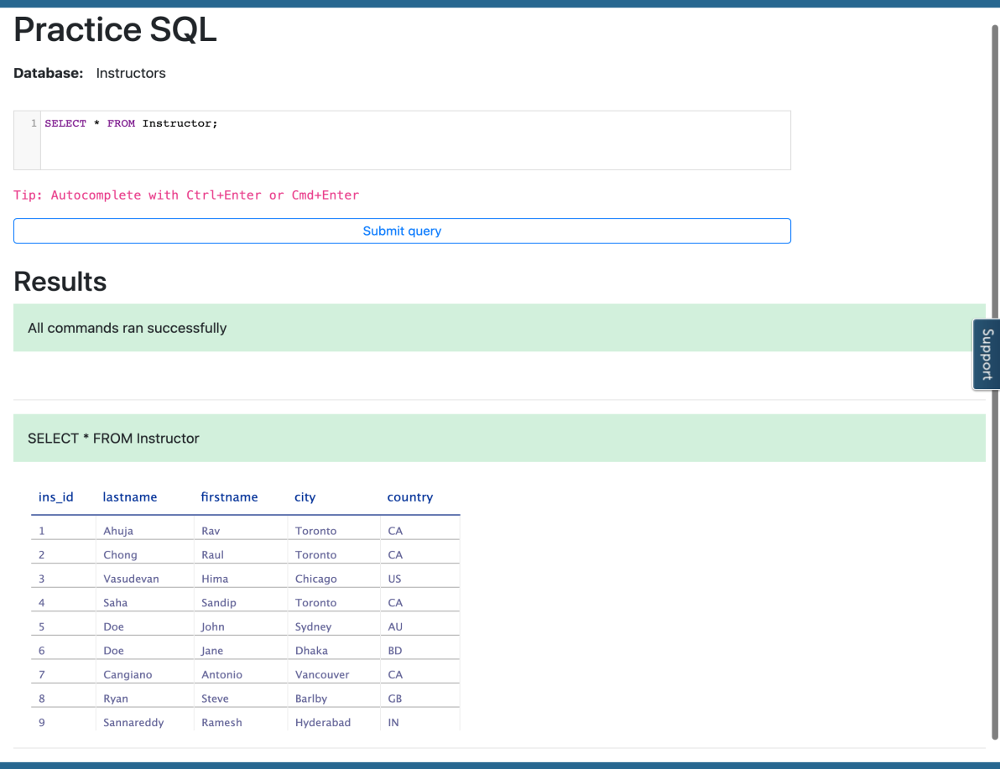 Practice SQL
Database: Instructors
1 SELECT * FROM Instructor;
Tip: Autocomplete with Ctrl+Enter or Cmd+Enter
Submit query
Results
All commands ran successfully
Support
SELECT * FROM Instructor
ins_id lastname firstname city country
1 Ahuja Rav Toronto CA
2 Chong Raul Toronto CA
3 Vasudevan Hima Chicago US
4 Saha Sandip Toronto CA
5 Doe John Sydney AU
6 Doe Jane Dhaka BD
7 Cangiano Antonio Vancouver CA
8 Ryan Steve Barlby GB
9 Sannareddy Ramesh Hyderabad IN